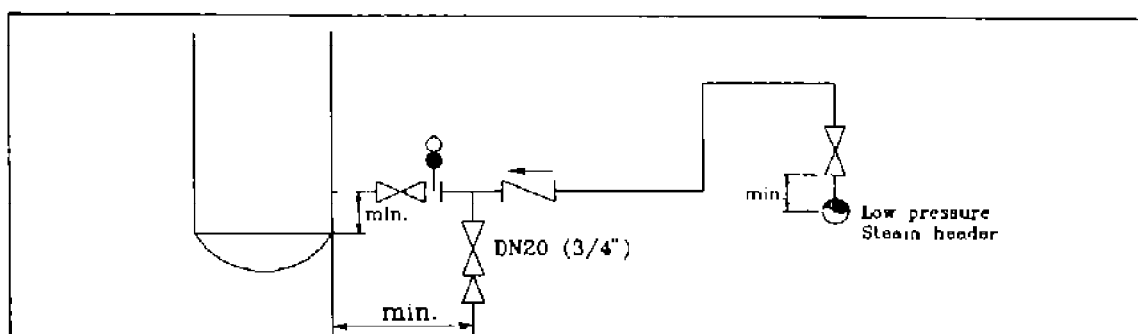 min.
min.
Low pressure
Steam header
DN20 (3/4")
min.